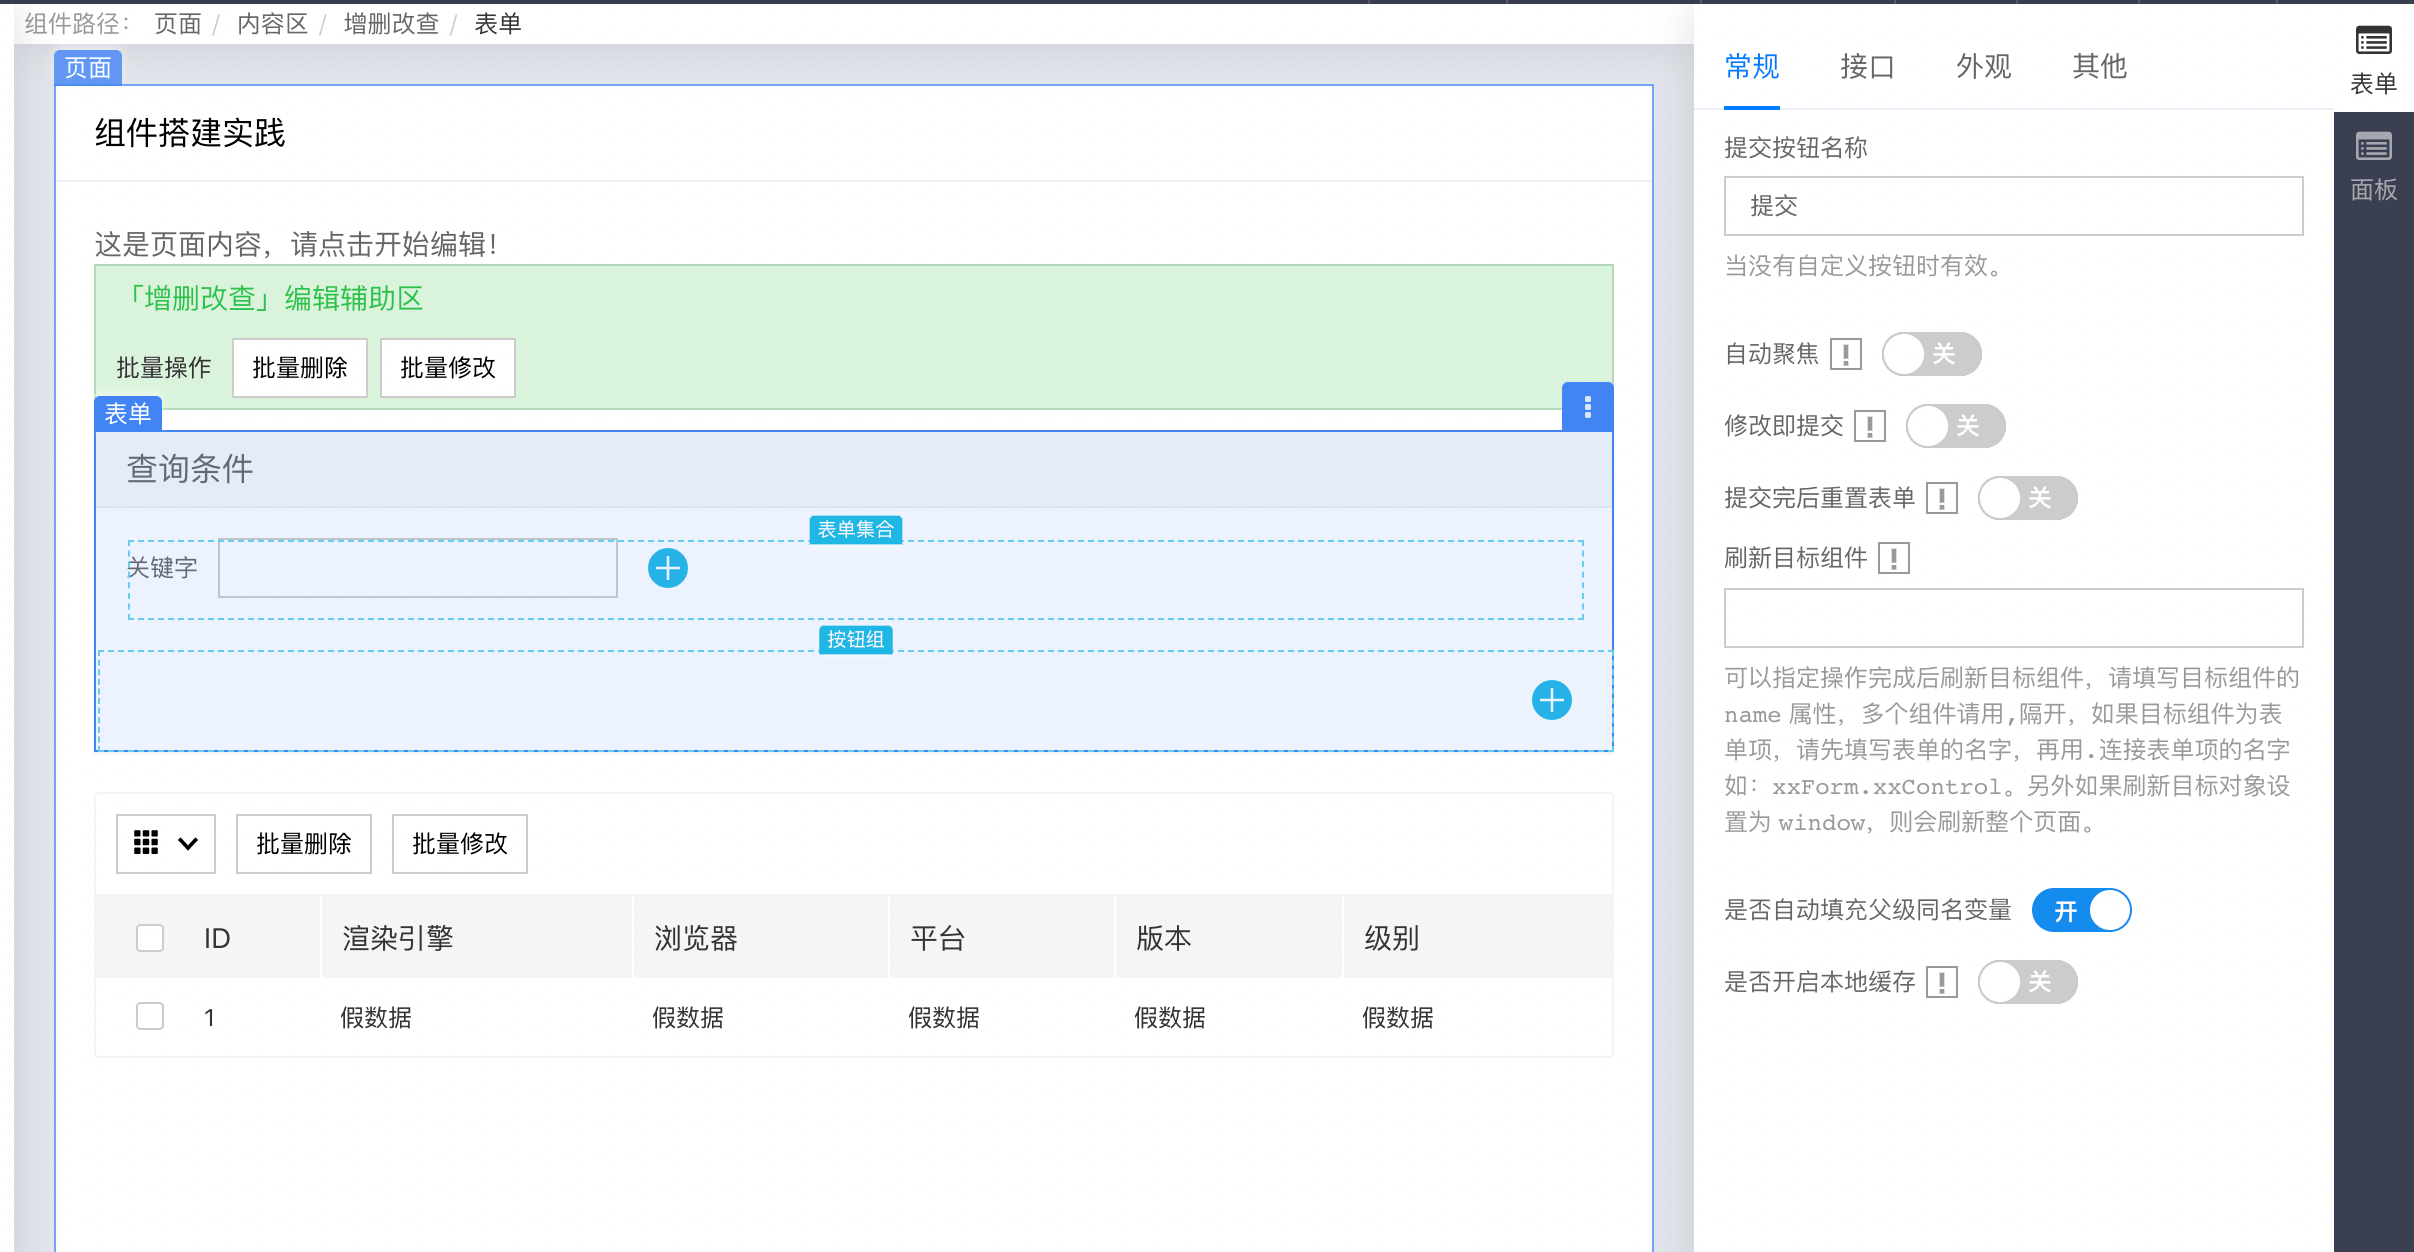 组件路径： 页面 / 内容区 / 增删改查 / 表单
页面
组件搭建实践
这是页面内容，请点击开始编辑！
「增删改查」编辑辅助区
批量操作 批量删除 批量修改
表单
查询条件
表单集合
关键字
按钮组
批量删除 批量修改
ID 渲染引擎 浏览器 平台 版本 级别
1 假数据 假数据 假数据 假数据 假数据
常规 接口 外观 其他
提交按钮名称
提交
当没有自定义按钮时有效。
自动聚焦 ! 关
修改即提交 ! 关
提交完后重置表单 ! 关
刷新目标组件 !
可以指定操作完成后刷新目标组件，请填写目标组件的
name 属性，多个组件请用,隔开，如果目标组件为表
单项，请先填写表单的名字，再用.连接表单项的名字
如：xxForm.xxControl。另外如果刷新目标对象设
置为 window，则会刷新整个页面。
是否自动填充父级同名变量 开
是否开启本地缓存 ! 关
表单
面板